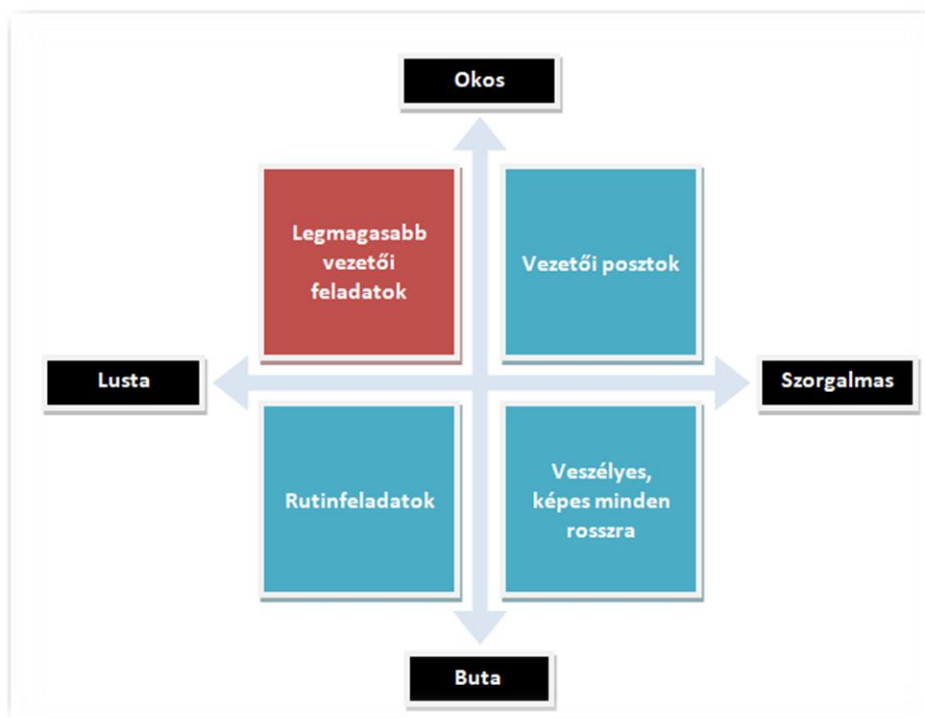 Okos
Legmagasabb
vezetői
feladatok
Vezetői posztok
Lusta
Szorgalmas
Rutinfeladatok
Veszélyes,
képes minden
rosszra
Buta